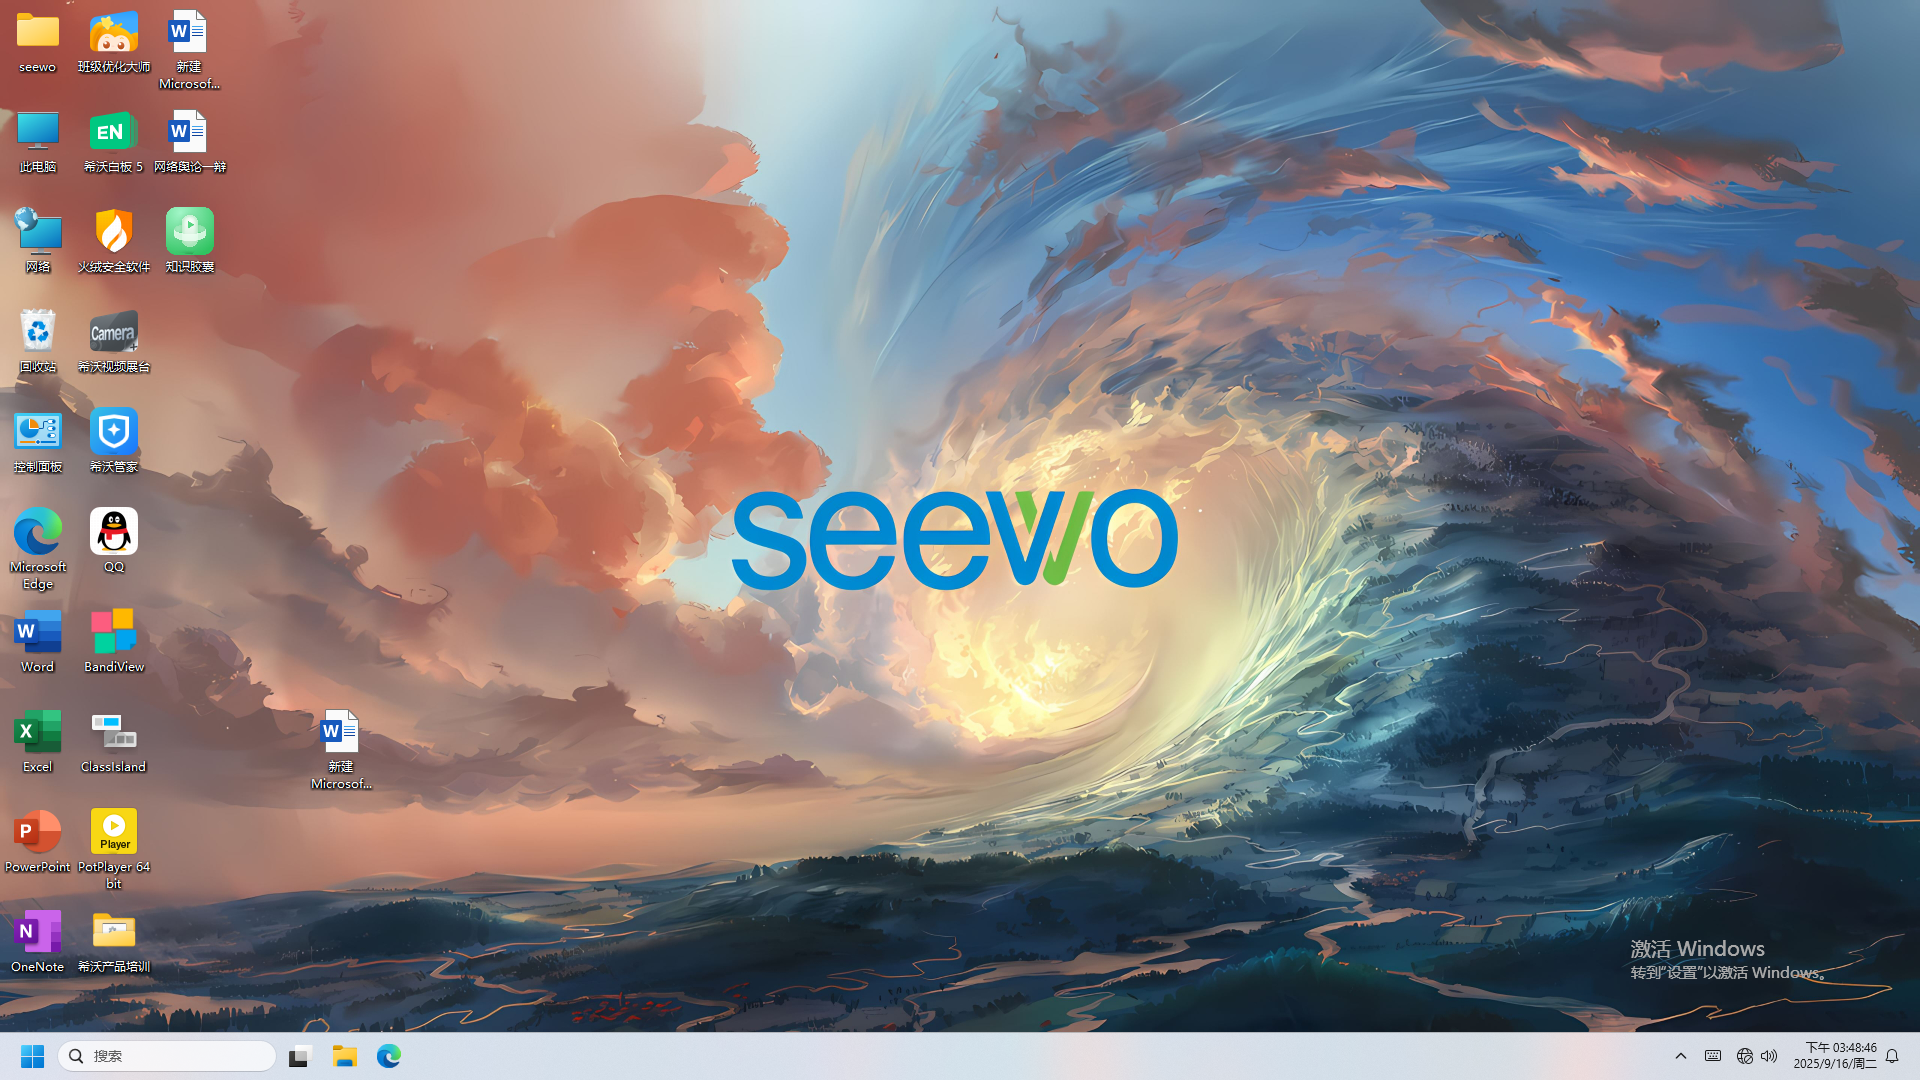 seewo
此电脑
网络
回收站
控制面板
Microsoft
Edge
Word
Excel
PowerPoint
OneNote
班级优化大师
EN
希沃白板 5
火绒安全软件
Camera
希沃视频展台
希沃管家
QQ
BandiView
ClassIsland
Player
PotPlayer 64
bit
希沃产品培训
新建
Microsof...
网络舆论一辩
知识胶囊
新建
Microsof...
seewo
激活 Windows
转到“设置”以激活 Windows。
搜索
下午 03:48:46
2025/9/16/周二